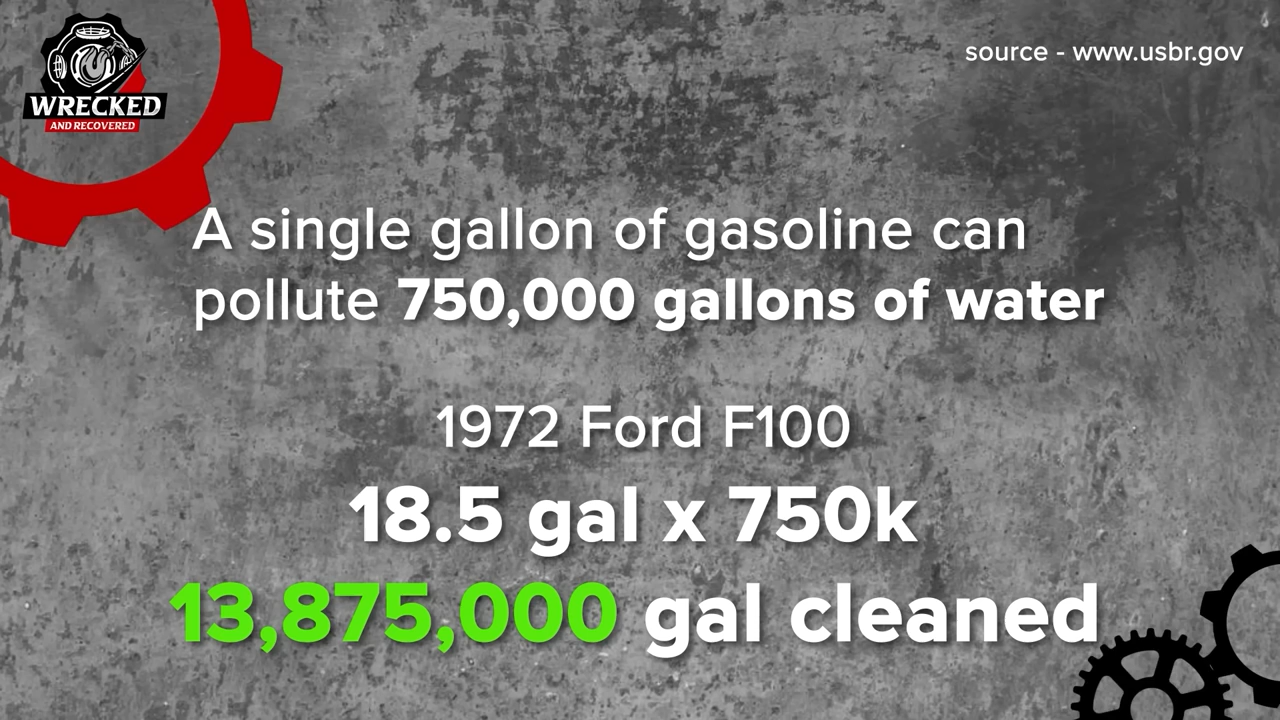 WRECKED
AND RECOVERED
source - www.usbr.gov
A single gallon of gasoline can
pollute 750,000 gallons of water
1972 Ford F100
18.5 gal x 750k
13,875,000 gal cleaned